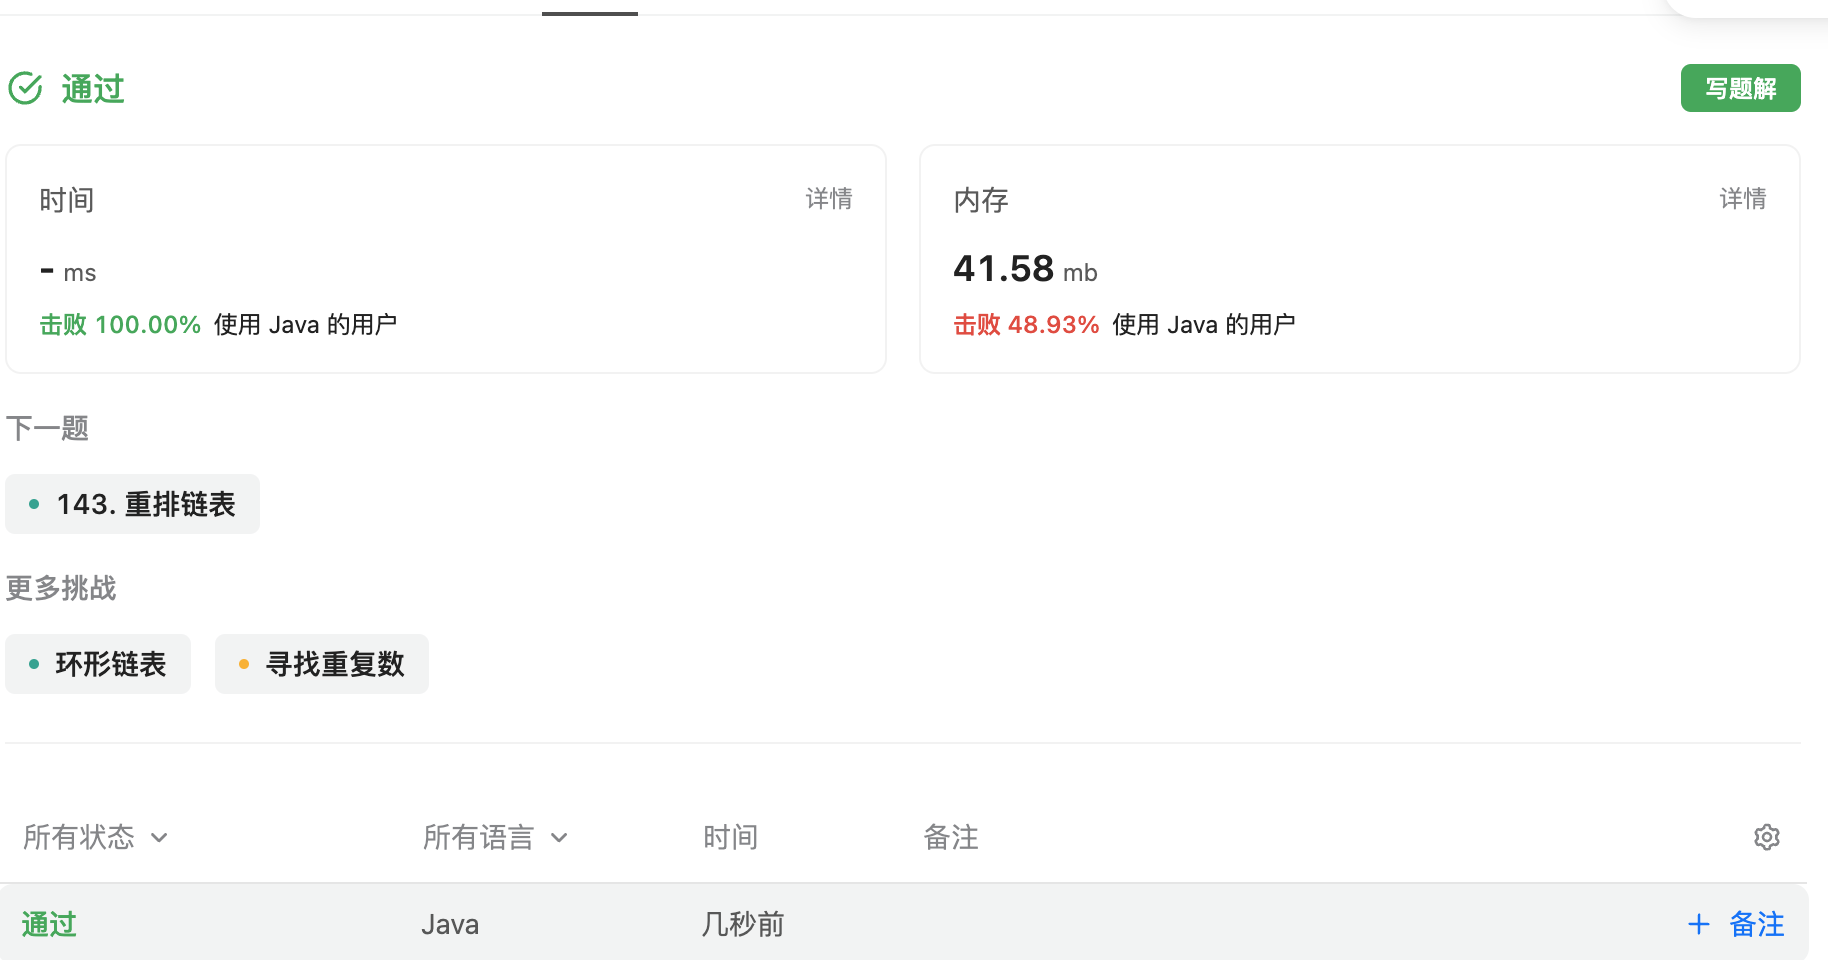 通过
写题解
时间 详情
- ms
击败 100.00% 使用 Java 的用户
内存 详情
41.58 mb
击败 48.93% 使用 Java 的用户
下一题
143. 重排链表
更多挑战
环形链表 寻找重复数
所有状态 所有语言 时间 备注
通过 Java 几秒前 + 备注